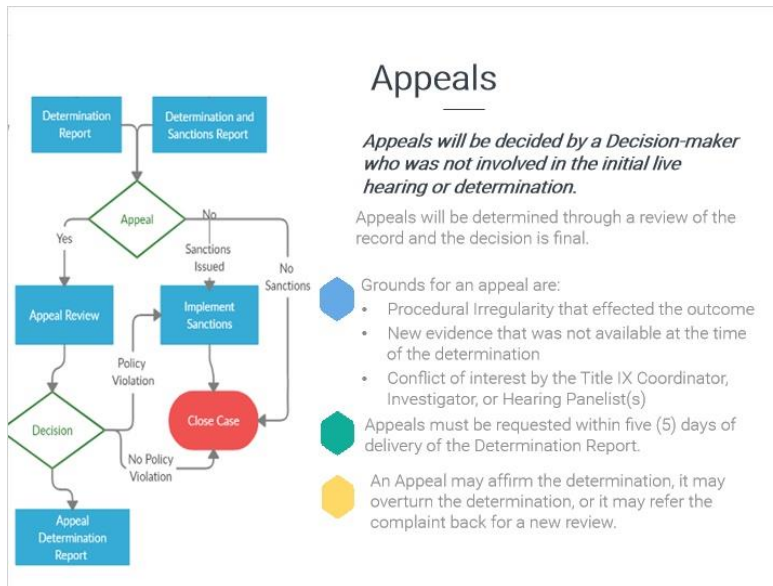 Appeals
Appeals will be decided by a Decision-maker
who was not involved in the initial live
hearing or determination.
Appeals will be determined through a review of the
record and the decision is final.
Grounds for an appeal are:
• Procedural Irregularity that effected the outcome
• New evidence that was not available at the time
of the determination
• Conflict of interest by the Title IX Coordinator,
Investigator, or Hearing Panelist(s)
Appeals must be requested within five (5) days of
delivery of the Determination Report.
An Appeal may affirm the determination, it may
overturn the determination, or it may refer the
complaint back for a new review.
Determination
Report
Determination and
Sanctions Report
Appeal
Yes
No
Sanctions
Issued
No
Sanctions
Appeal Review
Implement
Sanctions
Policy
Violation
Decision
Close Case
No Policy
Violation
Appeal
Determination
Report